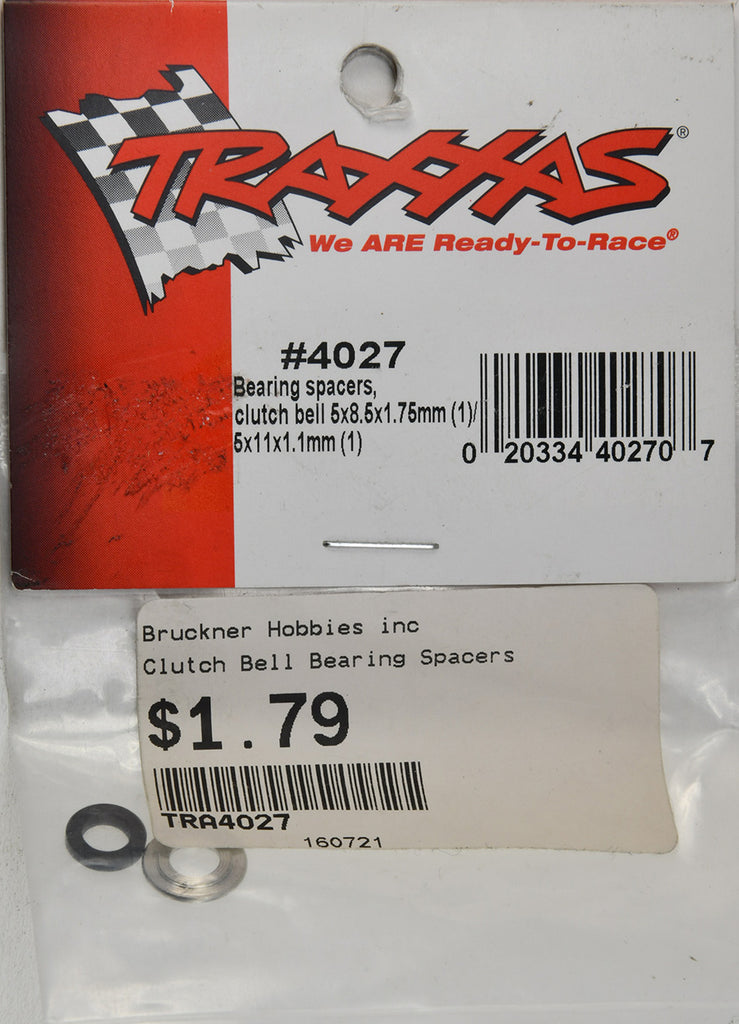 TRAXXAS®
We ARE Ready-To-Race®
#4027
Bearing spacers,
clutch bell 5x8.5x1.75mm (1)/
5x11x1.1mm (1)
0 20334 40270 7
Bruckner Hobbies inc
Clutch Bell Bearing Spacers
$1.79
TRA4027
160721